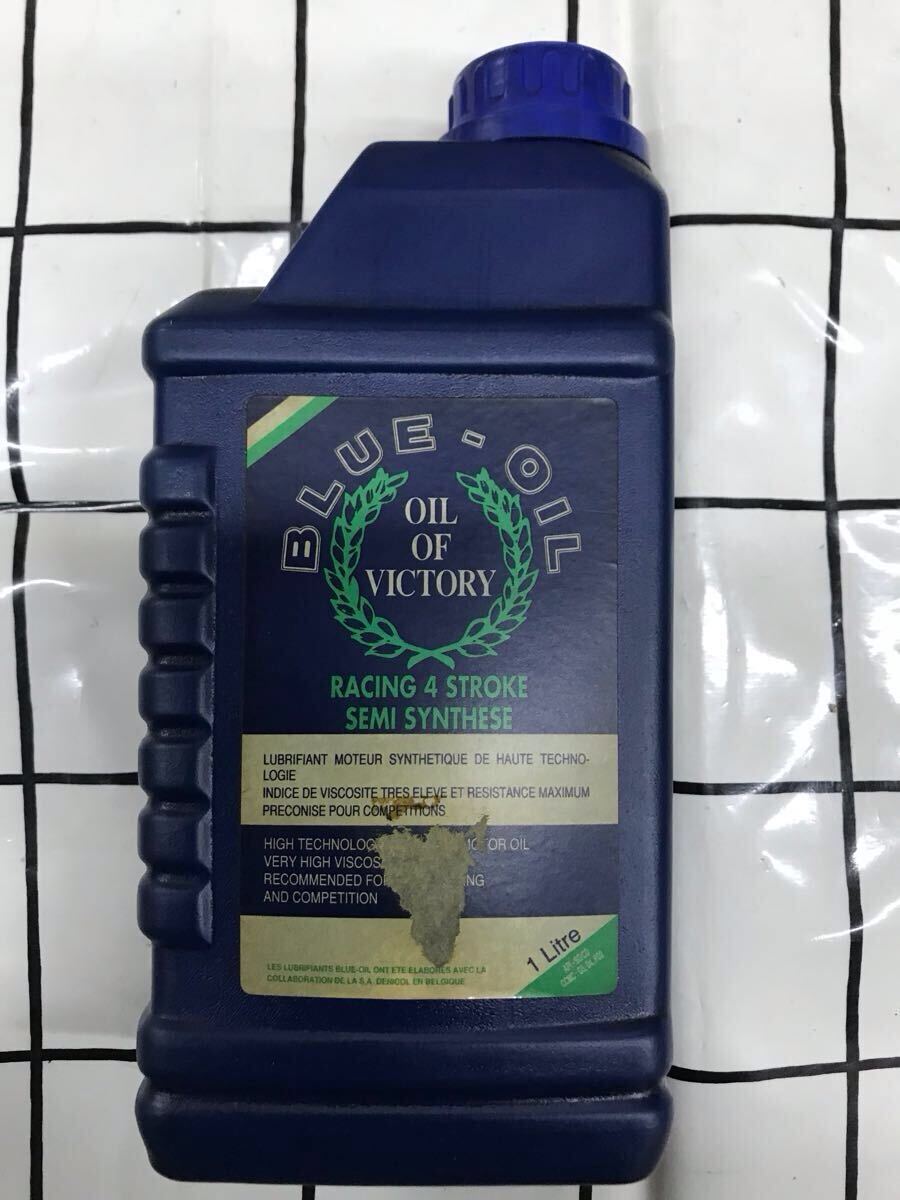 BLUE-OIL
OIL
OF
VICTORY
RACING 4 STROKE
SEMI SYNTHESE
LUBRIFIANT MOTEUR SYNTHETIQUE DE HAUTE TECHNO-
LOGIE
INDICE DE VISCOSITE TRES ELEVE ET RESISTANCE MAXIMUM
PRECONISE POUR COMPETITIONS
HIGH TECHNOLOG OR OIL
VERY HIGH VISCOS
RECOMMENDED FO NG
AND COMPETITION
1 Litre
LES LUBRIFIANTS BLUE-OIL ONT ETE ELABORES AVEC LA
COLLABORATION DE LA S.A. DENICOL EN BELGIQUE